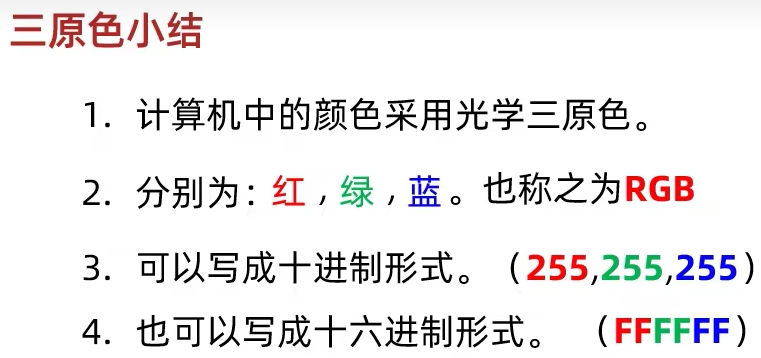 三原色小结
1. 计算机中的颜色采用光学三原色。
2. 分别为：红，绿，蓝。也称之为RGB
3. 可以写成十进制形式。（255,255,255）
4. 也可以写成十六进制形式。（FFFFFF）